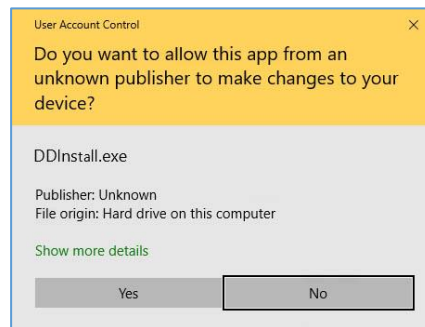 User Account Control
Do you want to allow this app from an
unknown publisher to make changes to your
device?
DDInstall.exe
Publisher: Unknown
File origin: Hard drive on this computer
Show more details
Yes
No